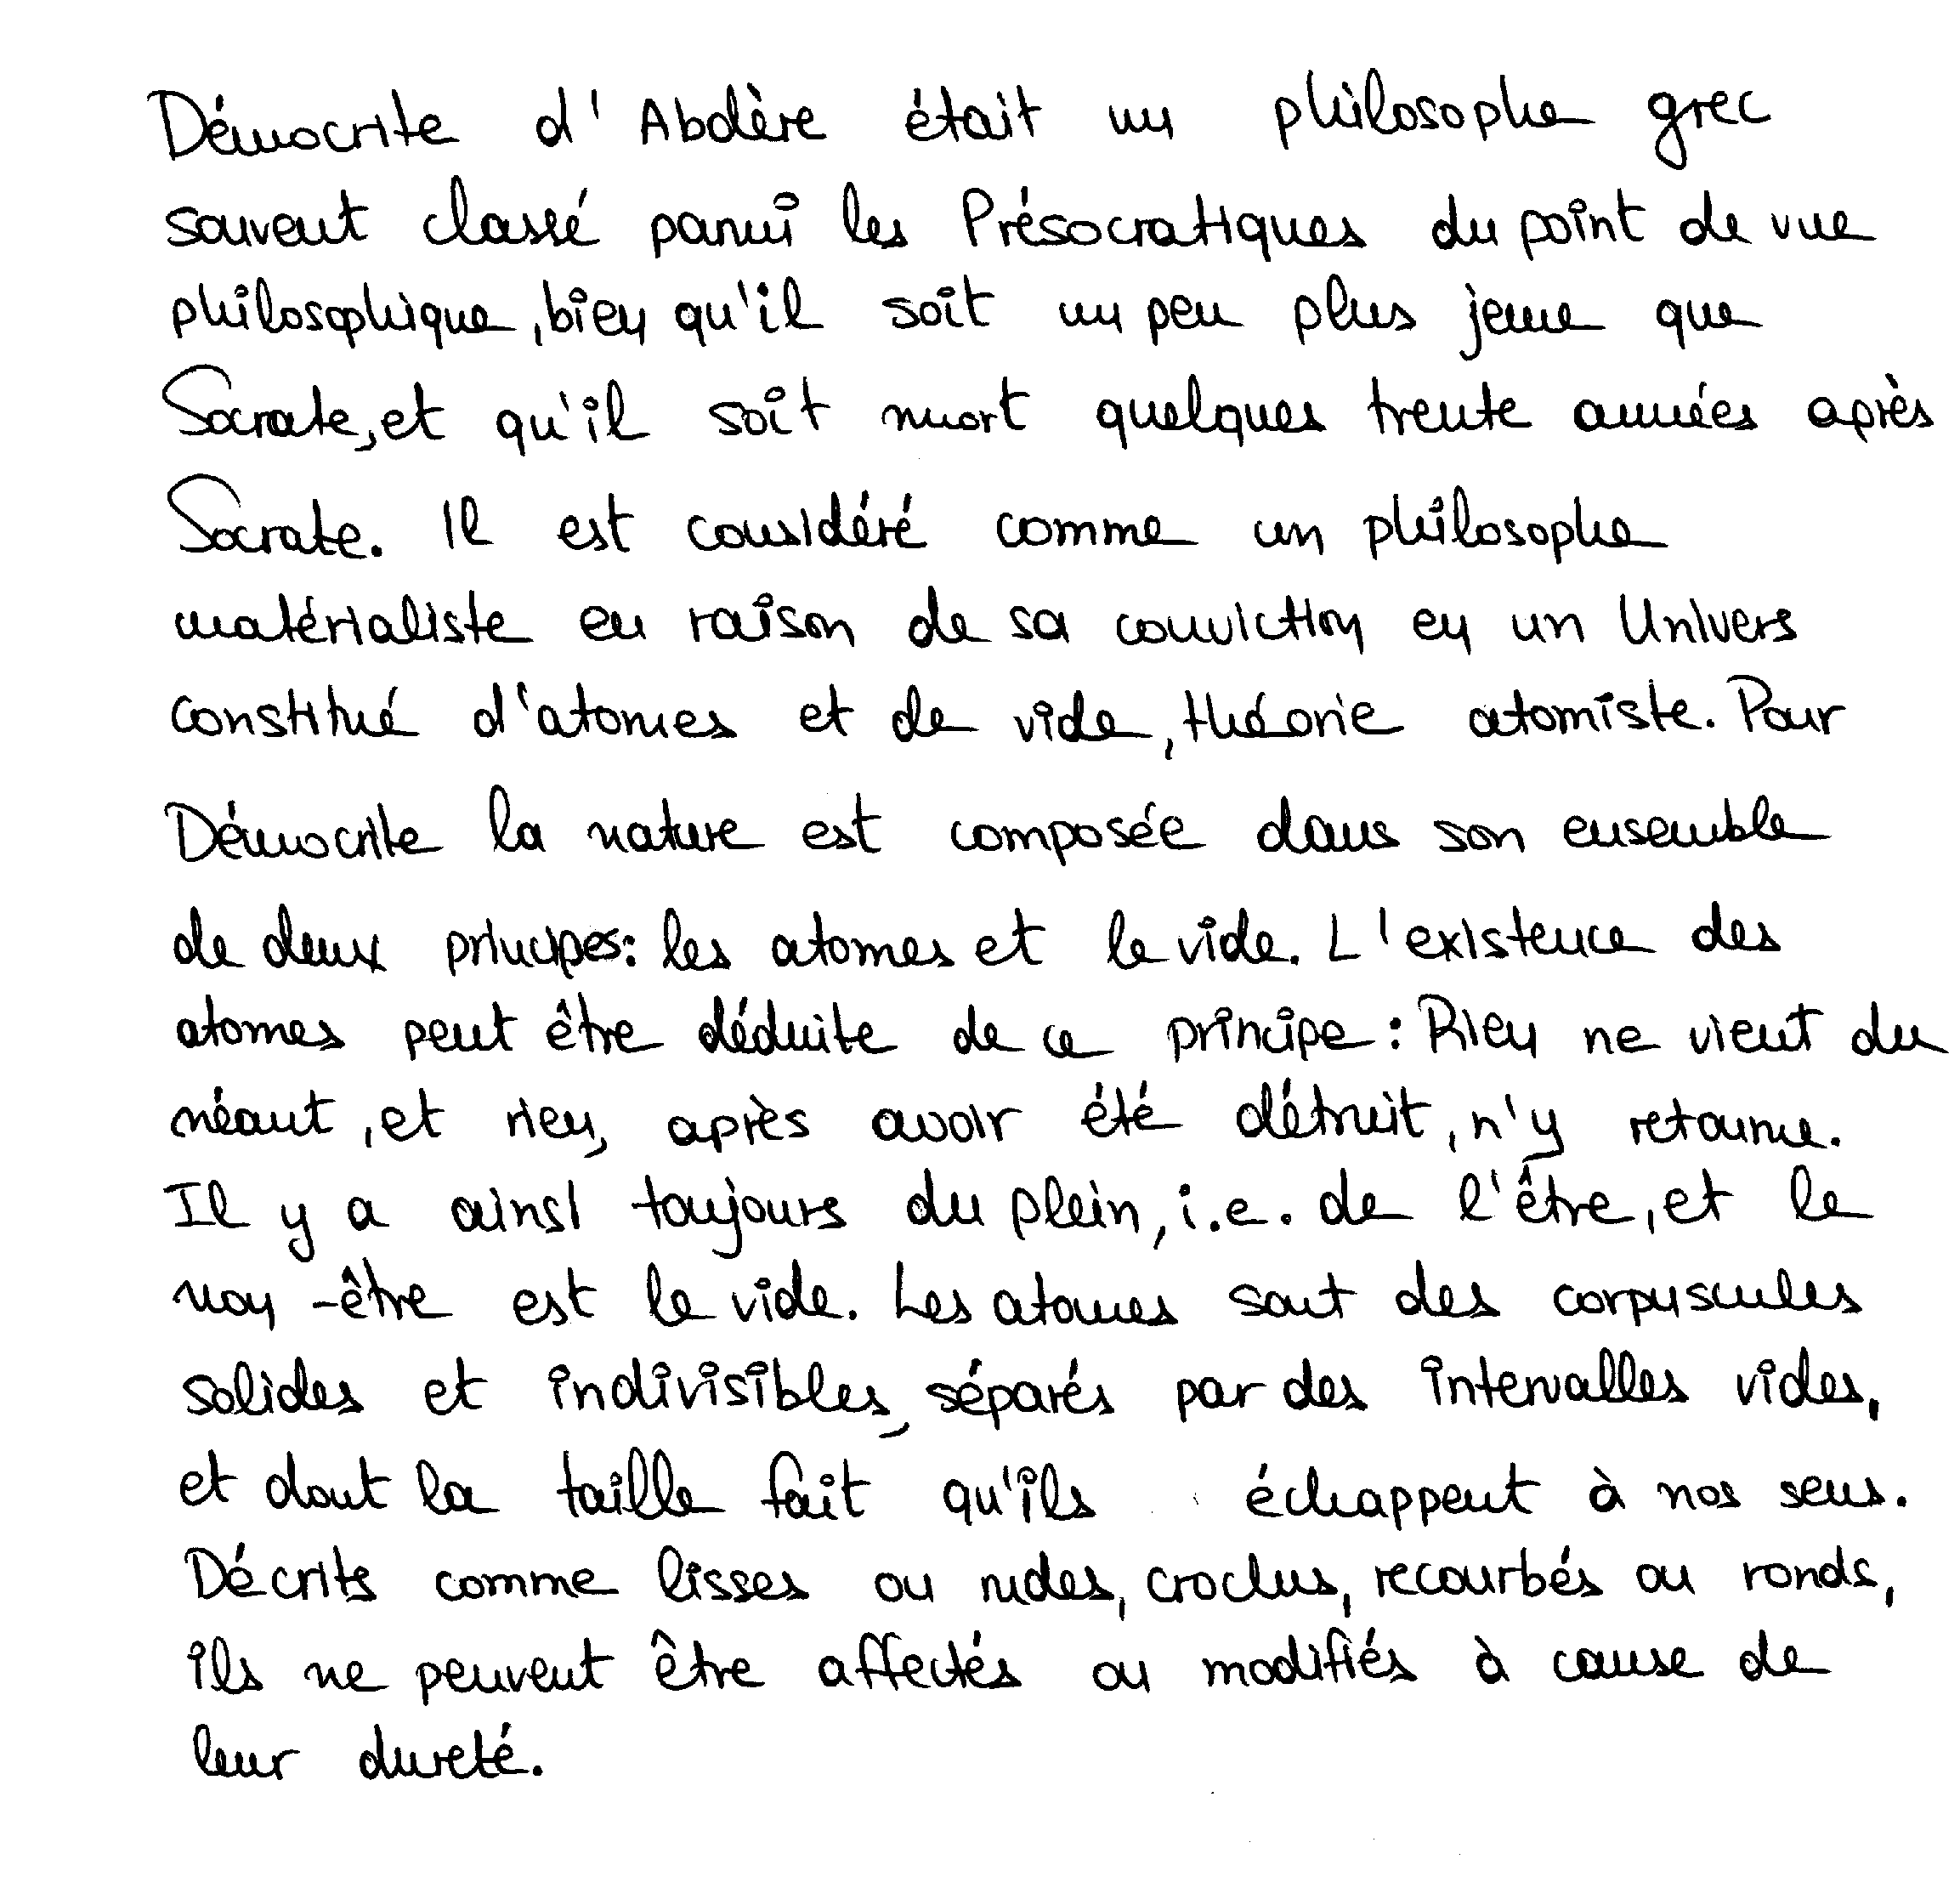 Démocrite d'Abdère était un philosophe grec
souvent classé parmi les Présocratiques du point de vue
philosophique, bien qu'il soit un peu plus jeune que
Socrate, et qu'il soit mort quelques trente années après
Socrate. Il est considéré comme un philosophe
matérialiste en raison de sa conviction en un Univers
constitué d'atomes et de vide, théorie atomiste. Pour
Démocrite la nature est composée dans son ensemble
de deux principes: les atomes et le vide. L'existence des
atomes peut être déduite de ce principe : Rien ne vient du
néant, et rien, après avoir été détruit, n'y retourne.
Il y a ainsi toujours du plein, i.e. de l'être, et le
non-être est le vide. Les atomes sont des corpuscules
solides et indivisibles, séparés par des intervalles vides,
et dont la taille fait qu'ils échappent à nos sens.
Décrits comme lisses ou rudes, crochus, recourbés ou ronds,
ils ne peuvent être affectés ou modifiés à cause de
leur dureté.